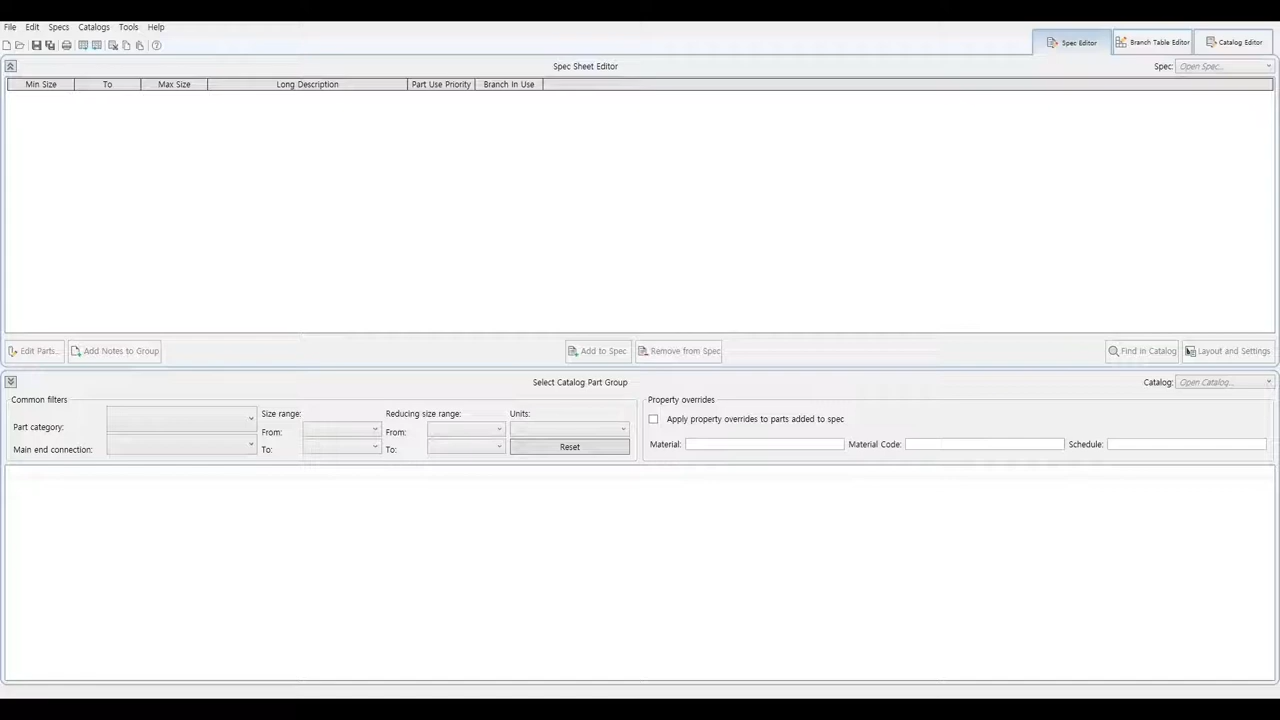 File Edit Specs Catalogs Tools Help
Spec Editor Branch Table Editor Catalog Editor
Spec Sheet Editor Spec: Open Spec...
Min Size To Max Size Long Description Part Use Priority Branch In Use
Edit Parts... Add Notes to Group Add to Spec Remove from Spec Find in Catalog Layout and Settings
Select Catalog Part Group Catalog: Open Catalog...
Common filters Property overrides
Size range: Reducing size range: Units: Apply property overrides to parts added to spec
Part category: From: From:
Main end connection: To: To: Reset Material: Material Code: Schedule: